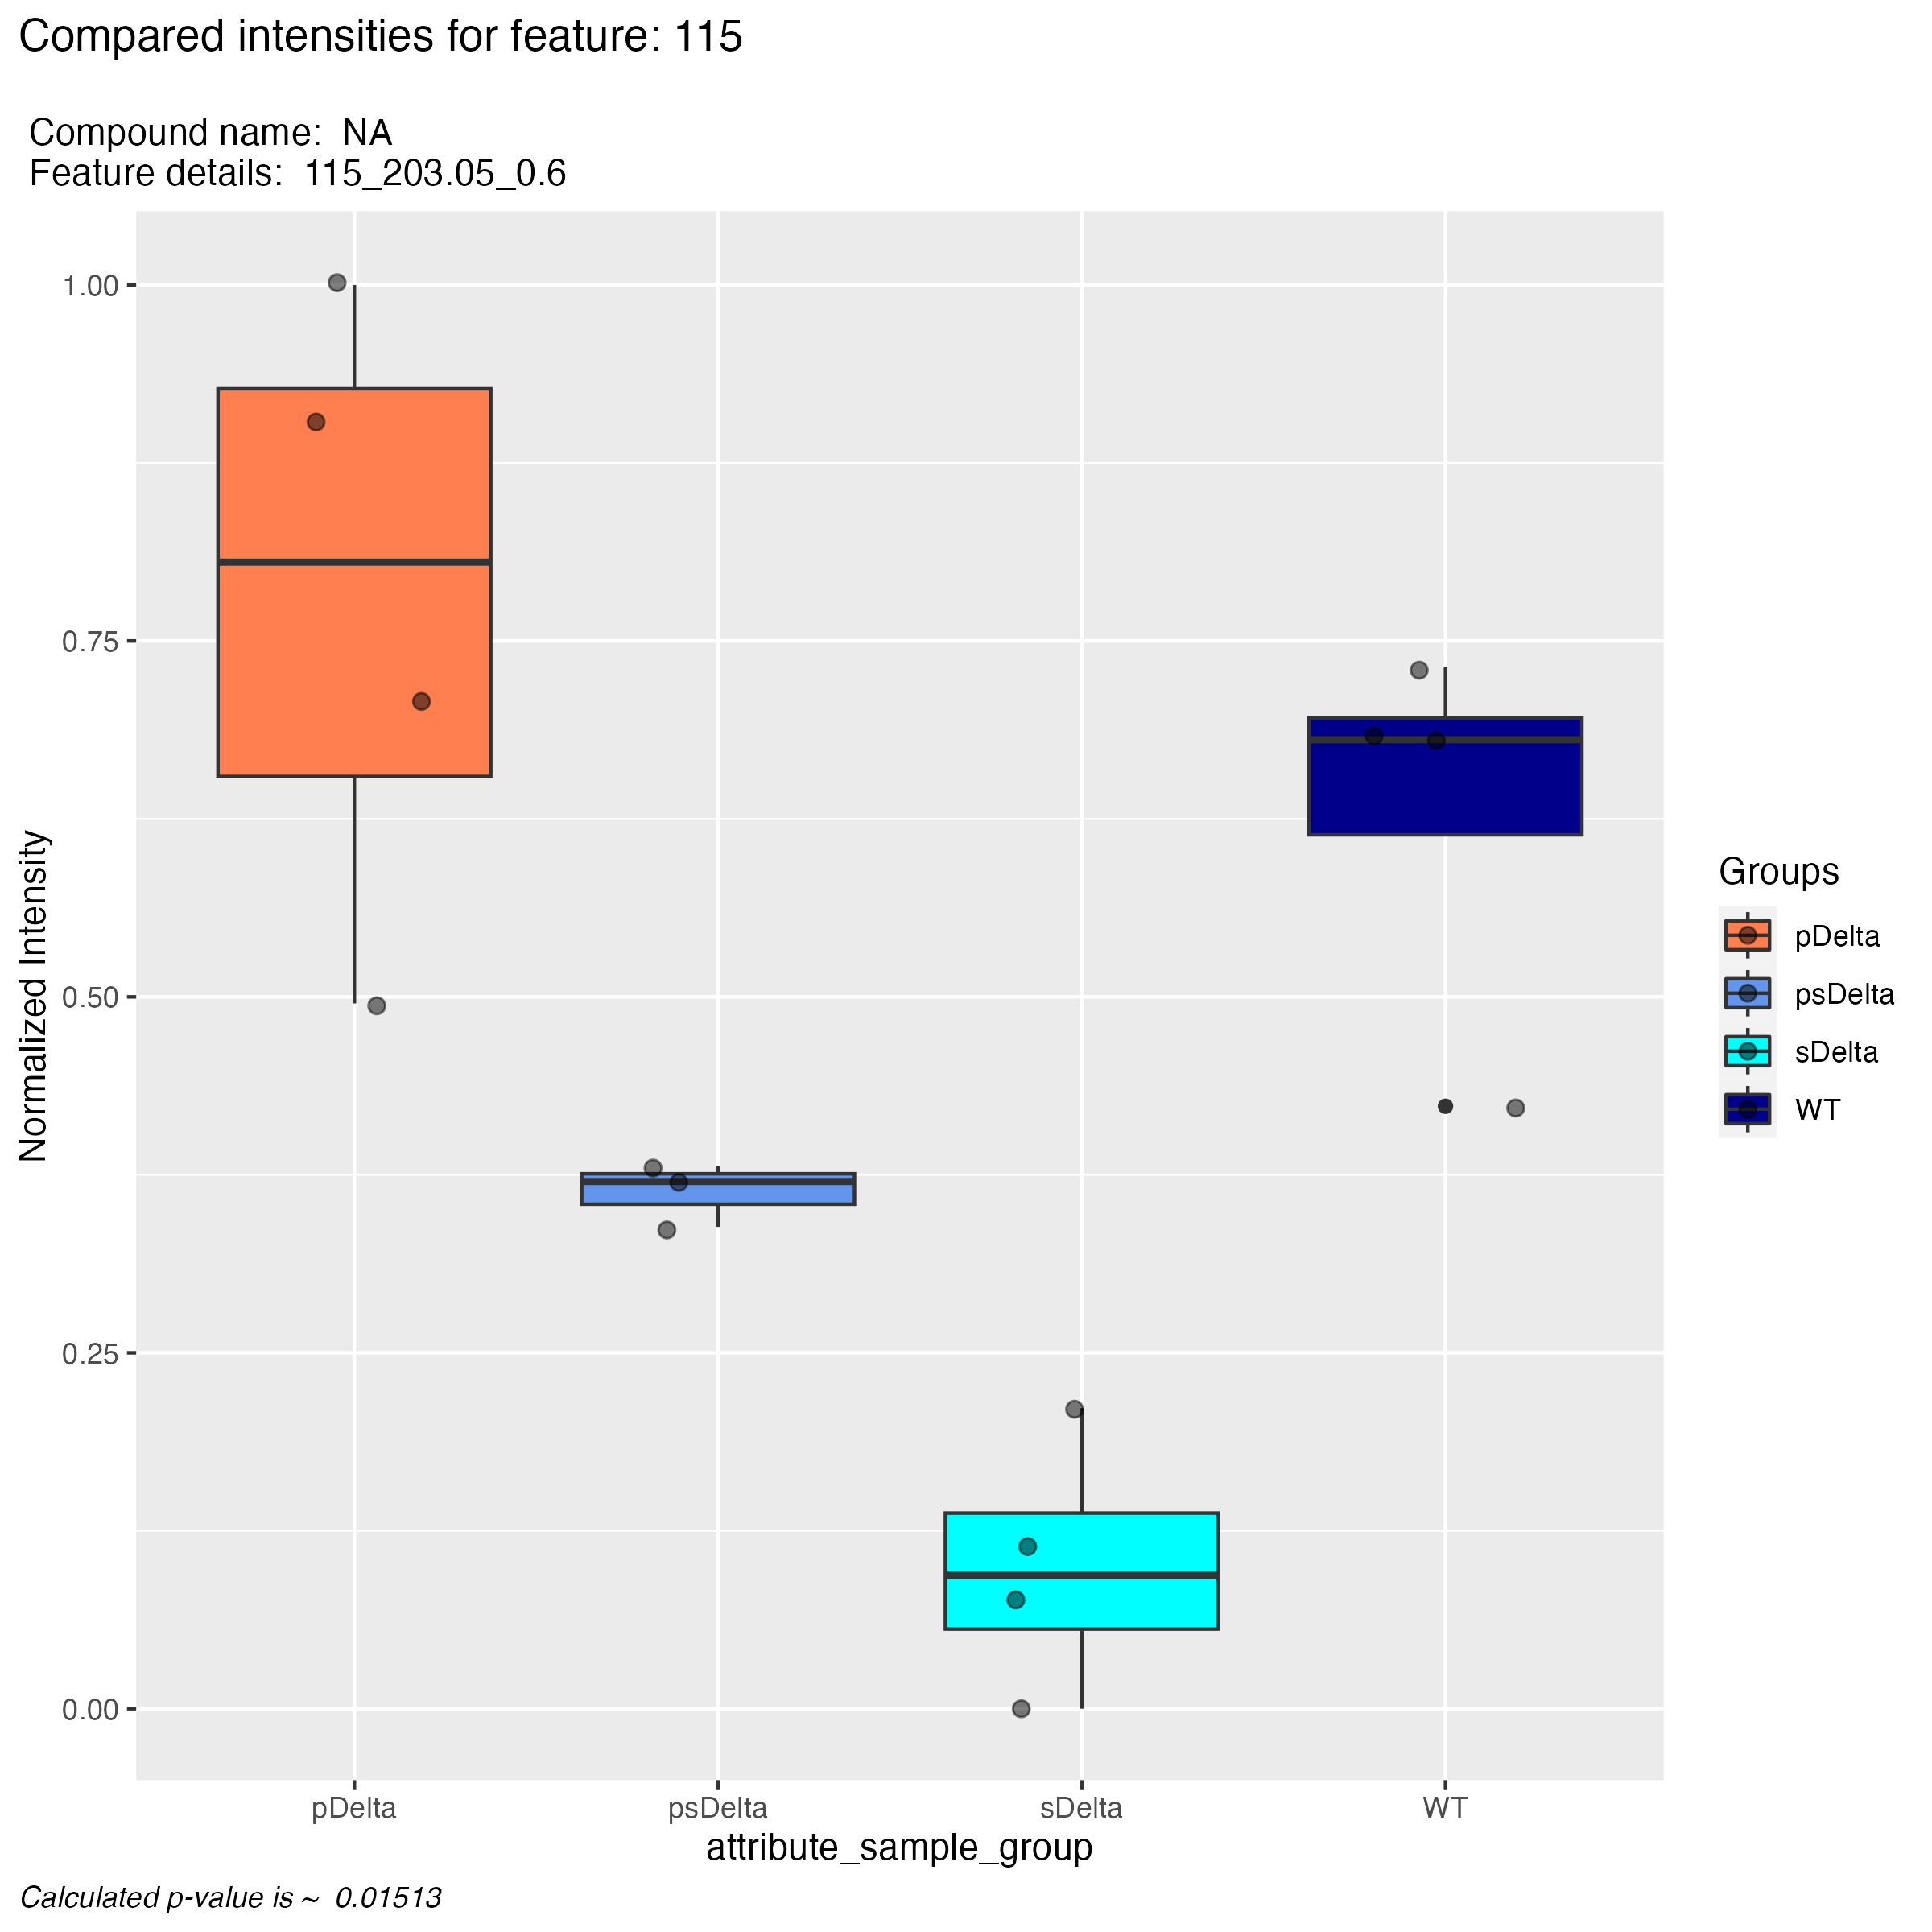 Compared intensities for feature: 115
Compound name:  NA
Feature details:  115_203.05_0.6
1.00
0.75
0.50
0.25
0.00
Normalized Intensity
pDelta
psDelta
sDelta
WT
attribute_sample_group
Groups
pDelta
psDelta
sDelta
WT
Calculated p-value is ~  0.01513